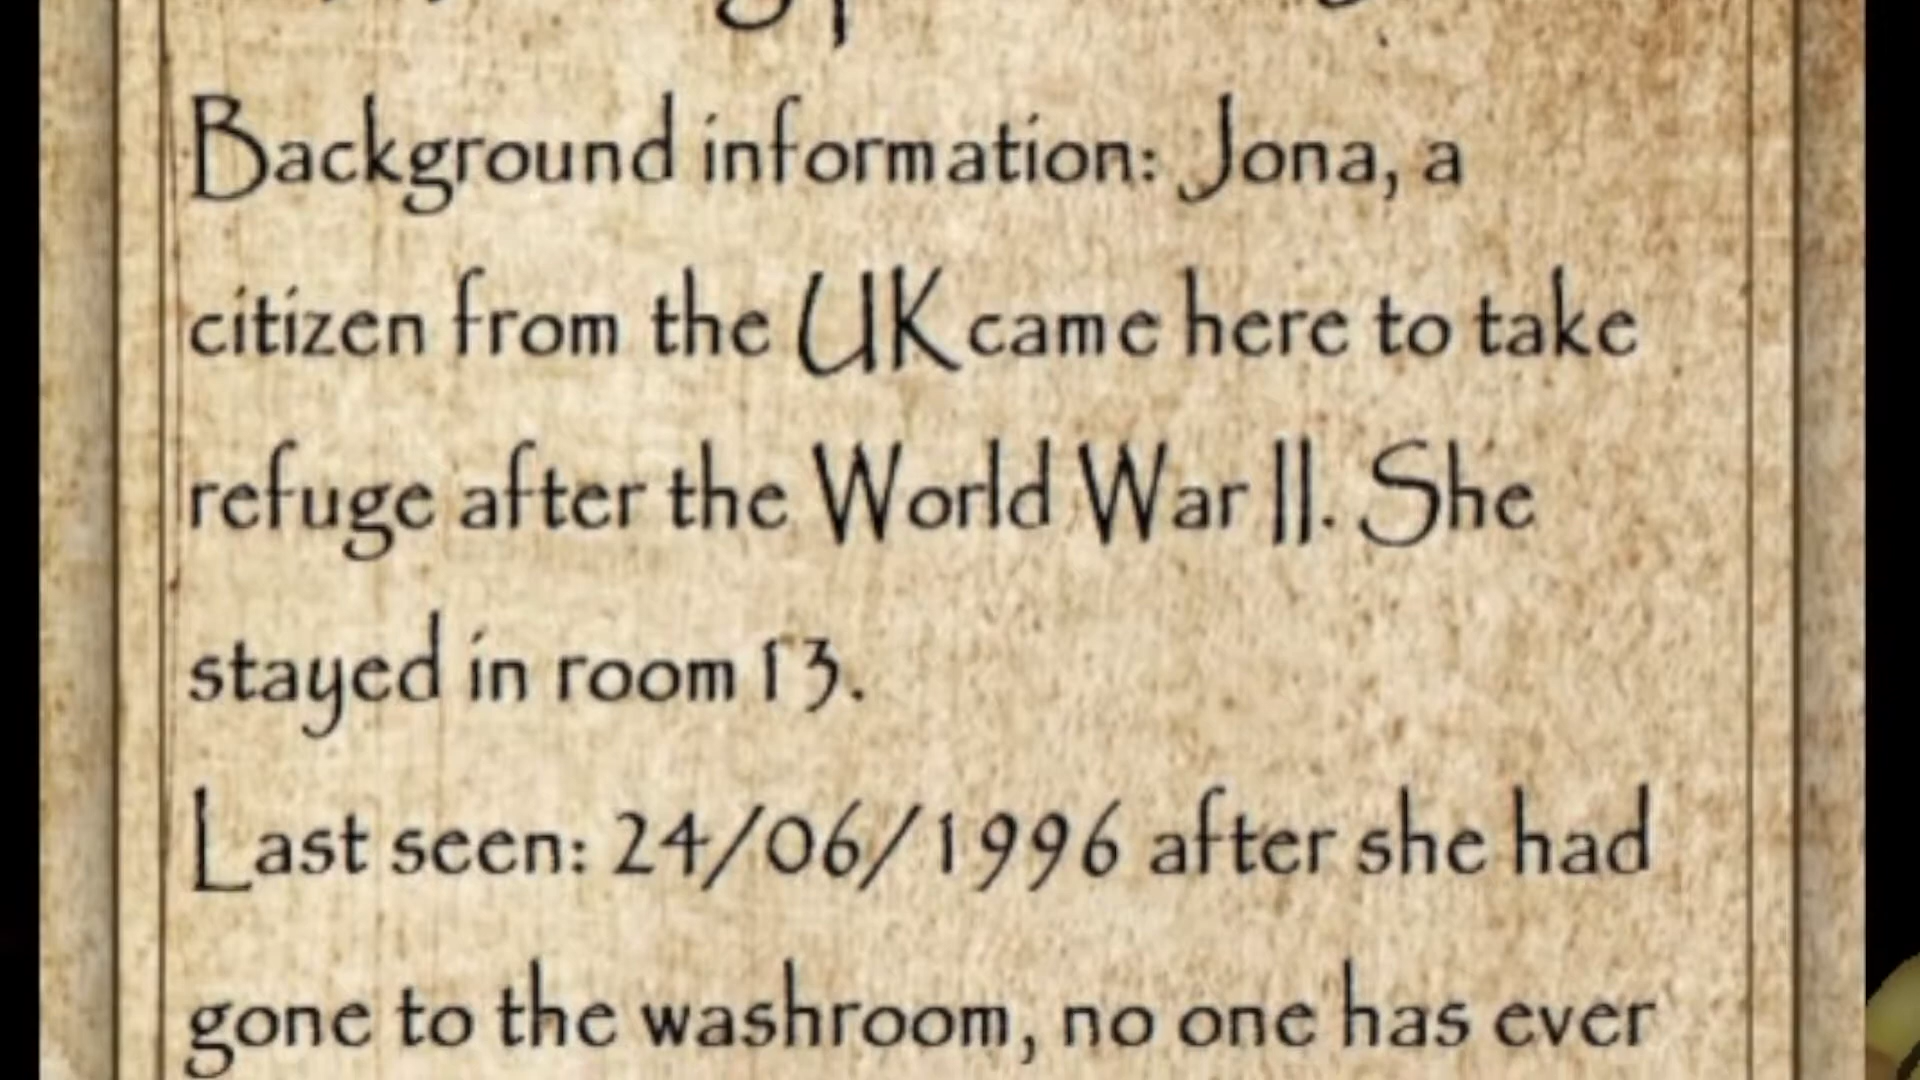 Background information: Jona, a
citizen from the UK came here to take
refuge after the World War II. She
stayed in room 13.
Last seen: 24/06/1996 after she had
gone to the washroom, no one has ever